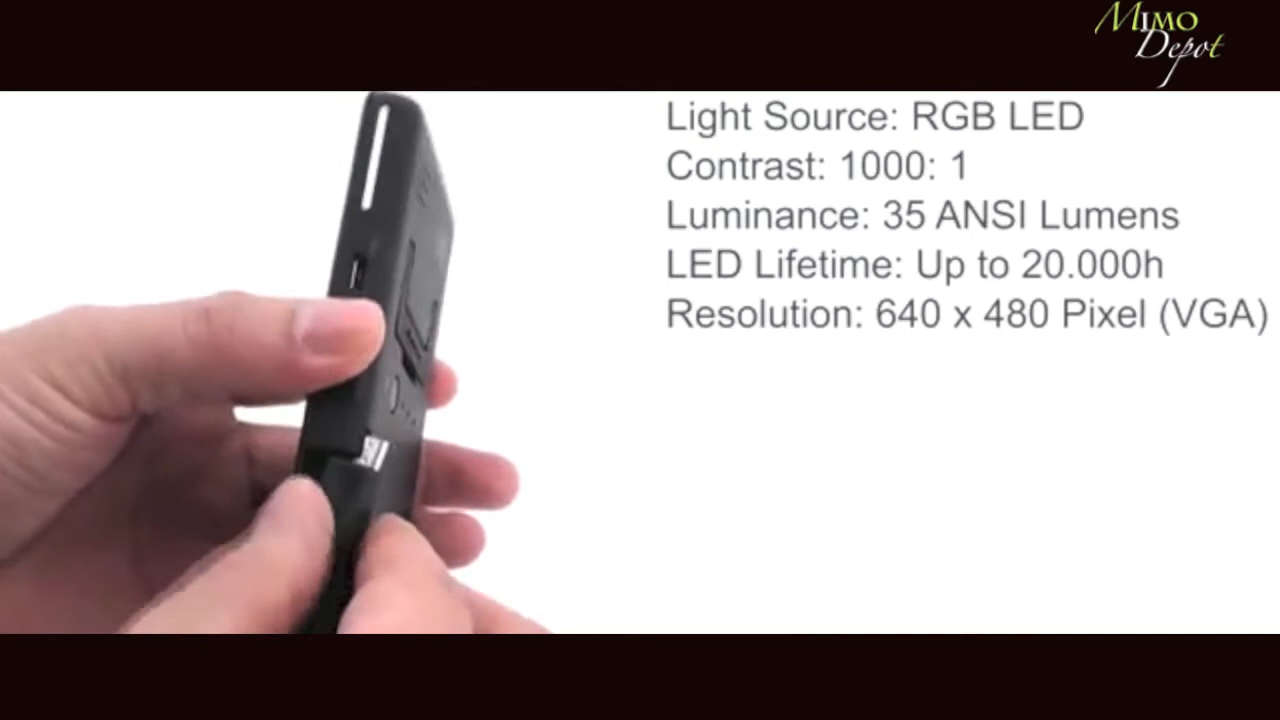 MIMO
Depot
Light Source: RGB LED
Contrast: 1000: 1
Luminance: 35 ANSI Lumens
LED Lifetime: Up to 20.000h
Resolution: 640 x 480 Pixel (VGA)